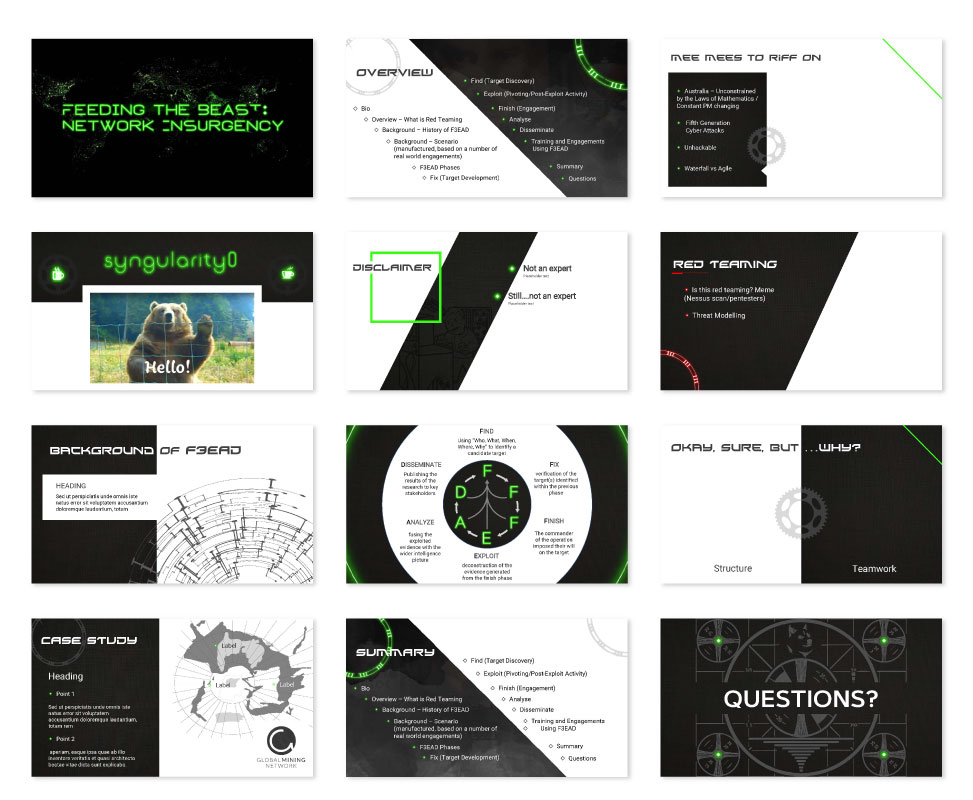 FEEDING THE BEAST:
NETWORK INSURGENCY
OVERVIEW
Bio
Overview – What is Red Teaming
Background – History of F3EAD
Background – Scenario
(manufactured, based on a number of
real world engagements)
F3EAD Phases
Fix (Target Development)
Find (Target Discovery)
Exploit (Pivoting/Post-Exploit Activity)
Finish (Engagement)
Analyse
Disseminate
Training and Engagements
Using F3EAD
Summary
Questions
MEE MEES TO RIFF ON
Australia – Unconstrained
by the Laws of Mathematics /
Constant PM changing
Fifth Generation
Cyber Attacks
Unhackable
Waterfall vs Agile
syngularity0
Hello!
DISCLAIMER
Not an expert
Placeholder text
Still....not an expert
Placeholder text
RED TEAMING
Is this red teaming? Meme
(Nessus scan/pentesters)
Threat Modelling
BACKGROUND OF F3EAD
HEADING
Sed ut perspiciatis unde omnis iste
natus error sit voluptatem accusantium
doloremque laudantium, totam
FIND
Using "Who, What, When,
Where, Why" to identify a
candidate target
FIX
verification of the
target(s) identified
within the previous
phase
FINISH
The commander
of the operation
imposed their will
on the target
EXPLOIT
deconstruction of the
evidence generated
from the finish phase
ANALYZE
fusing the
exploited
evidence with the
wider intelligence
picture
DISSEMINATE
Publishing the
results of the
research to key
stakeholders
F
F
F
E
A
D
OKAY, SURE, BUT ...WHY?
Structure
Teamwork
CASE STUDY
Heading
Point 1
Sed ut perspiciatis unde omnis iste
natus error sit voluptatem
accusantium doloremque laudantium,
totam rem
Point 2
aperiam, eaque ipsa quae ab illo
inventore veritatis et quasi architecto
beatae vitae dicta sunt explicabo.
Label
Label
Label
GLOBAL MINING
NETWORK
SUMMARY
Bio
Overview – What is Red Teaming
Background – History of F3EAD
Background – Scenario
(manufactured, based on a number of
real world engagements)
F3EAD Phases
Fix (Target Development)
Find (Target Discovery)
Exploit (Pivoting/Post-Exploit Activity)
Finish (Engagement)
Analyse
Disseminate
Training and Engagements
Using F3EAD
Summary
Questions
QUESTIONS?